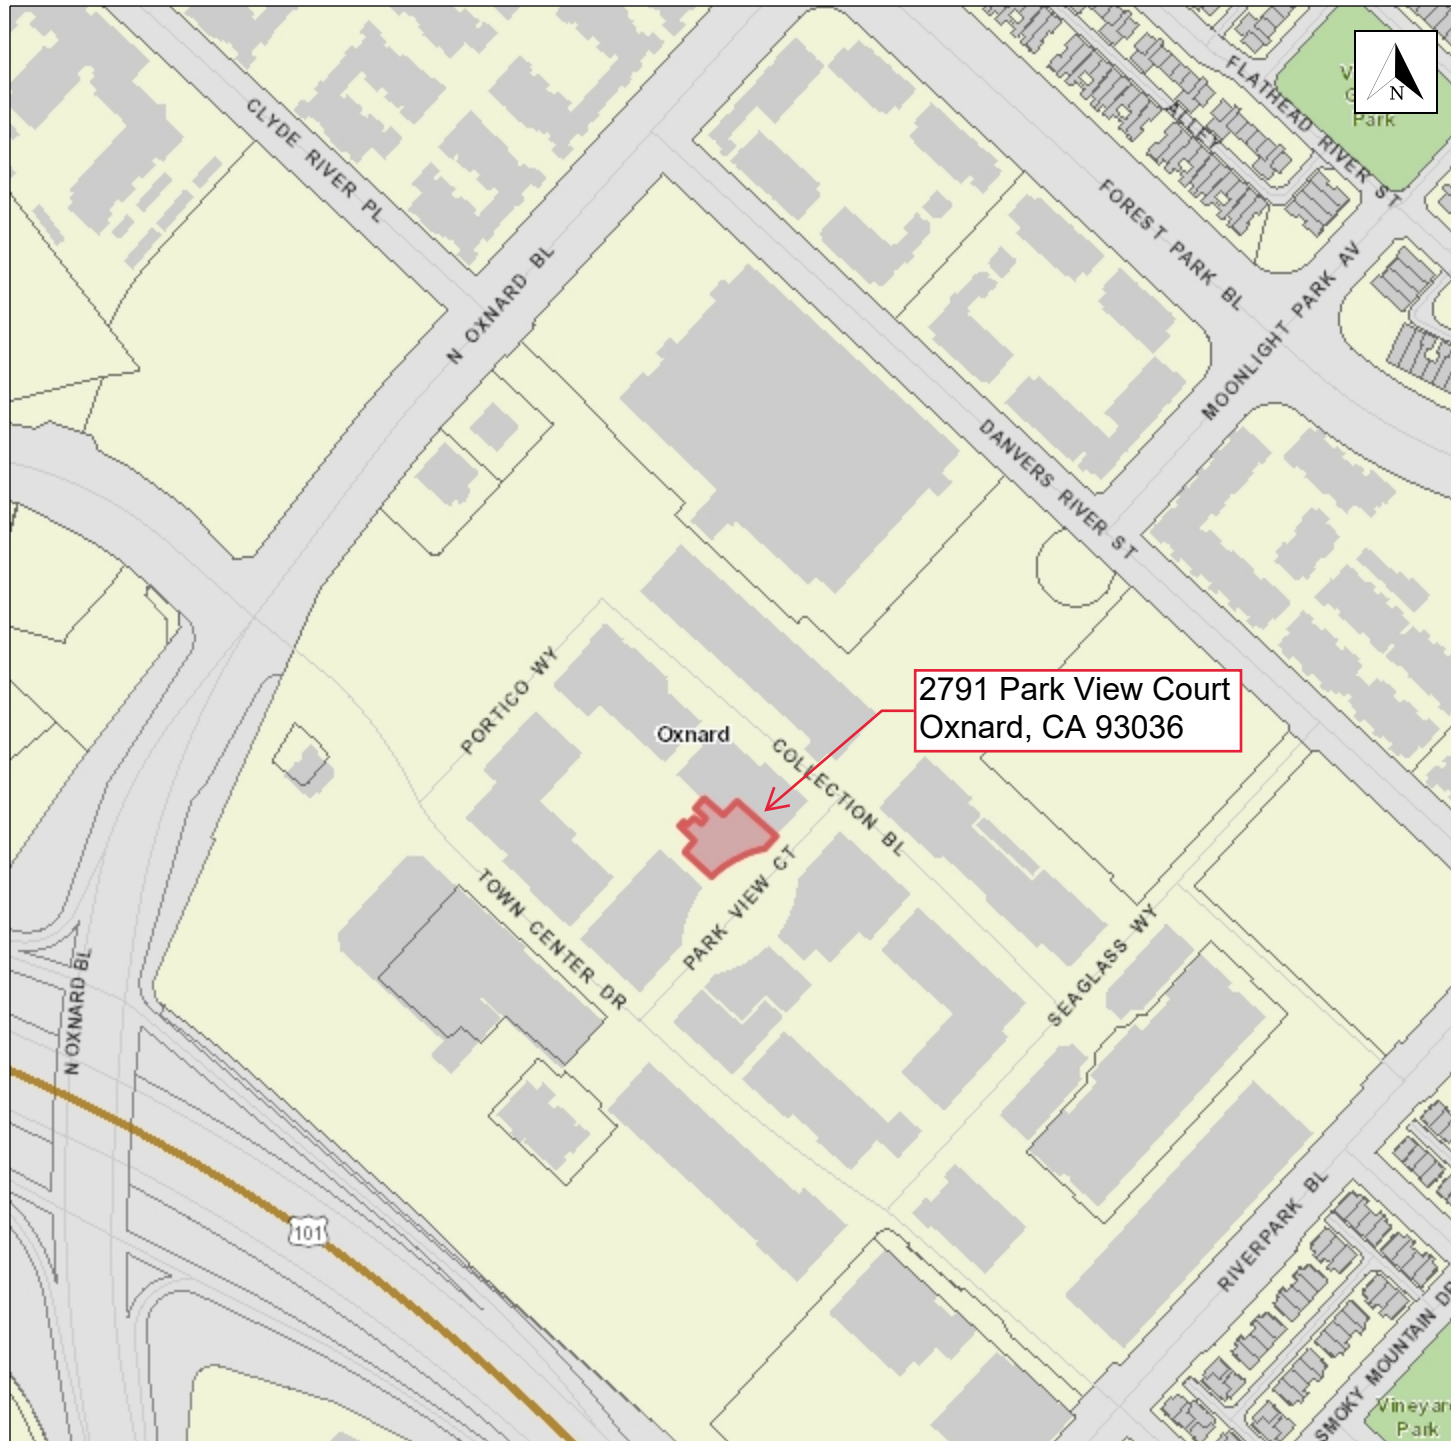 CLYDE RIVER PL
FLATHEAD RIVER ST
ALLEY
Park
N
FOREST PARK BL
N OXNARD BL
MOONLIGHT PARK AV
DANVERS RIVER ST
PORTICO WY
Oxnard
2791 Park View Court
Oxnard, CA 93036
COLLECTION BL
TOWN CENTER DR
PARK VIEW CT
SEAGLASS WY
N OXNARD BL
101
RIVERPARK BL
SMOKY MOUNTAIN DR
Vineyar
Park